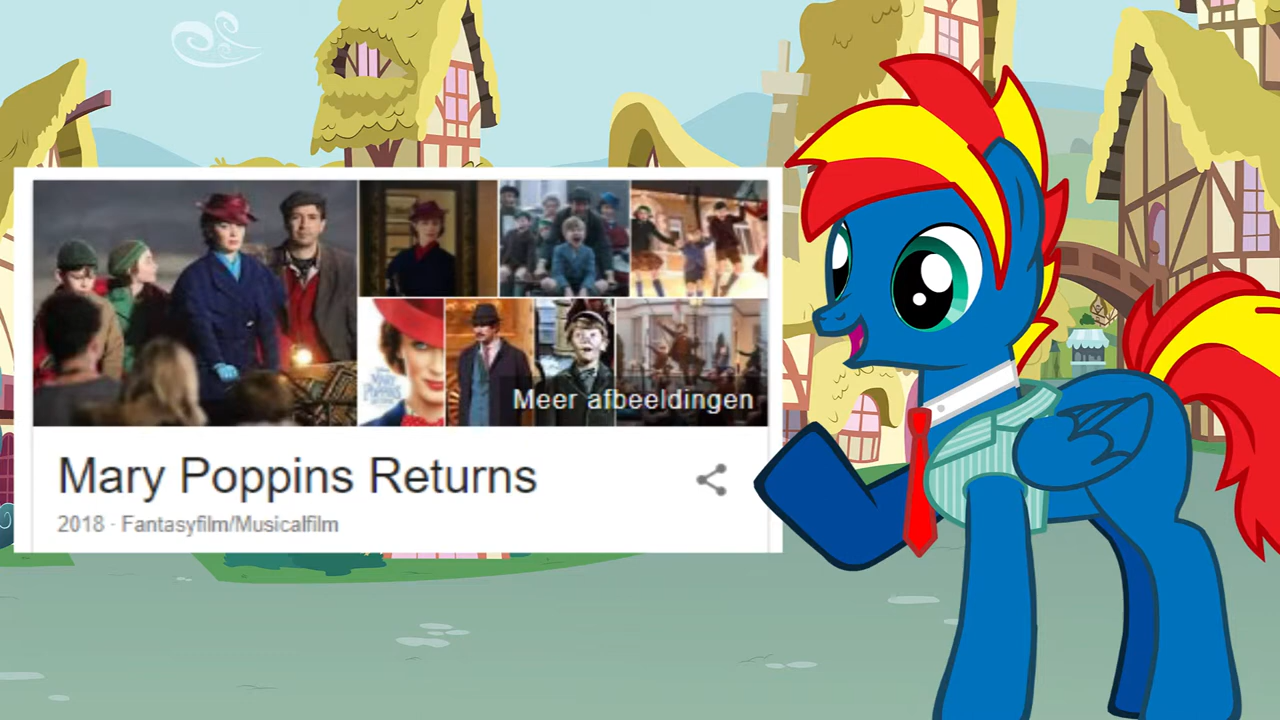 Meer afbeeldingen
Mary Poppins Returns
2018 · Fantasyfilm/Musicalfilm